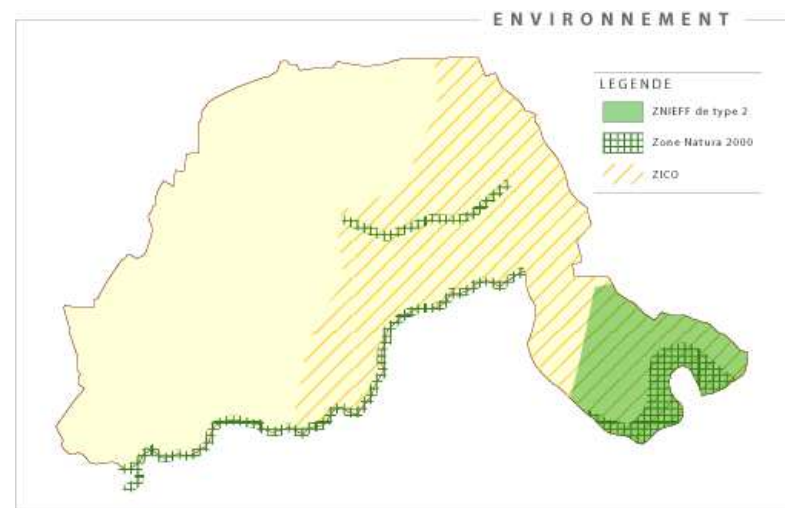 ENVIRONNEMENT
LEGENDE
ZNIEFF de type 2
Zone Natura 2000
ZICO